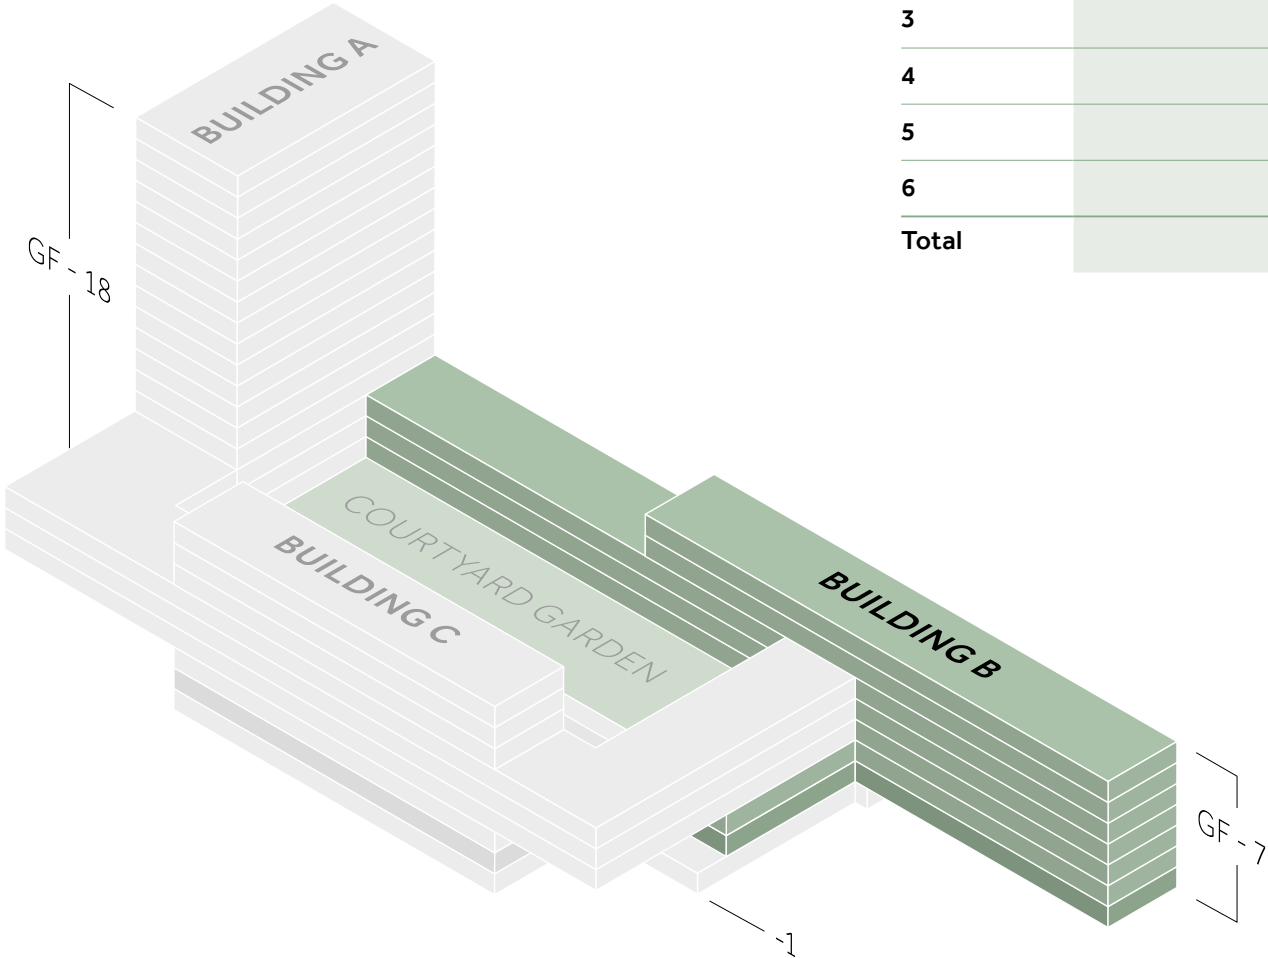 3
4
5
6
Total
BUILDING A
GF - 18
COURTYARD GARDEN
BUILDING C
BUILDING B
GF - 7
-1